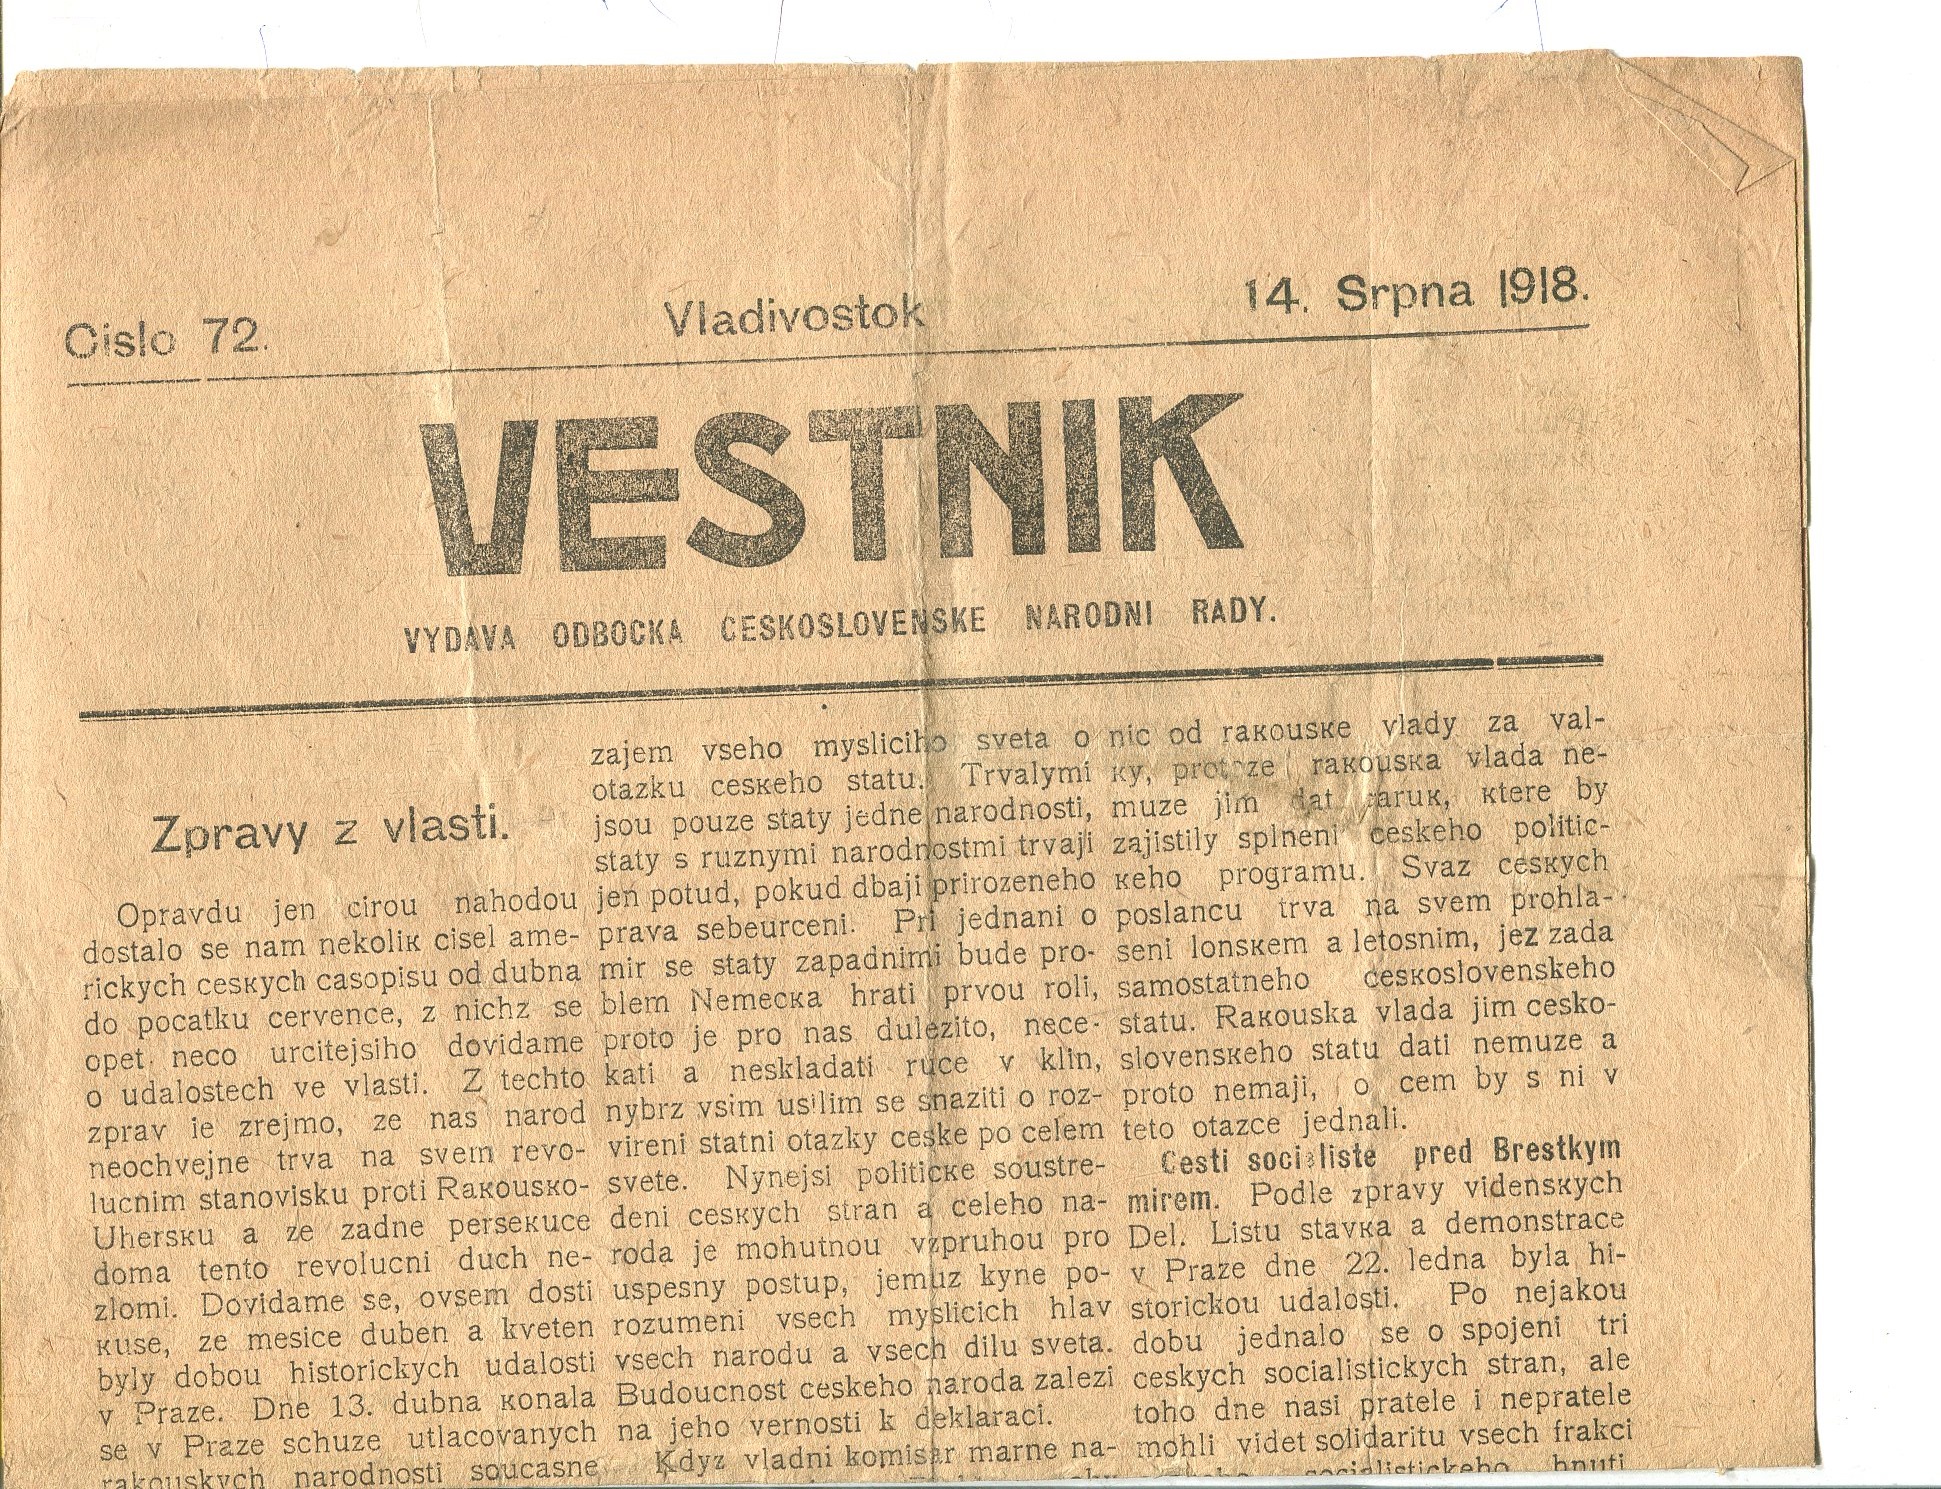 Cislo 72.
Vladivostok
14. Srpna 1918.
VESTNIK
VYDAVA ODBOCKA CESKOSLOVENSKE NARODNI RADY.
Zpravy z vlasti.
Opravdu jen cirou nahodou
dostalo se nam nekolik cisel ame-
rickych ceskych casopisu od dubna
do pocatku cervence, z nichz se
opet neco urcitejsiho dovidame
o udalostech ve vlasti. Z techto
zprav ie zrejmo, ze nas narod
neochvejne trva na svem revo-
lucnim stanovisku proti Rakousko-
Uhersku a ze zadne persekuce
doma tento revolucni duch ne-
zlomi. Dovidame se, ovsem dosti
kuse, ze mesice duben a kveten
byly dobou historickych udalosti
v Praze. Dne 13. dubna konala
se v Praze schuze utlacovanych
rakouskych narodnosti soucasne
zajem vseho mysliciho sveta o
otazku ceskeho statu. Trvalymi
jsou pouze staty jedne narodnosti,
staty s ruznymi narodnostmi trvaji
jen potud, pokud dbaji prirozeneho
prava sebeurceni. Pri jednani o
mir se staty zapadnimi bude pro-
blem Nemecka hrati prvou roli,
proto je pro nas dulezito, nece-
kati a neskladati ruce v klin,
nybrz vsim usilim se snaziti o roz-
vireni statni otazky ceske po celem
svete. Nynejsi politicke soustre-
deni ceskych stran a celeho na-
roda je mohutnou vzpruhou pro
uspesny postup, jemuz kyne po-
rozumeni vsech myslicich hlav
vsech narodu a vsech dilu sveta.
Budoucnost ceskeho naroda zalezi
na jeho vernosti k deklaraci.
Kdyz vladni komisar marne na-
nic od rakouske vlady za val-
ky, protoze rakouska vlada ne-
muze jim dat zaruk, ktere by
zajistily splneni ceskeho politic-
keho programu. Svaz ceskych
poslancu trva na svem prohla-
seni lonskem a letosnim, jez zada
samostatneho ceskoslovenskeho
statu. Rakouska vlada jim cesko-
slovenskeho statu dati nemuze a
proto nemaji, o cem by s ni v
teto otazce jednali.
Cesti socialiste pred Brestkym
mirem. Podle zpravy videnskych
Del. Listu stavka a demonstrace
v Praze dne 22. ledna byla hi-
storickou udalosti. Po nejakou
dobu jednalo se o spojeni tri
ceskych socialistickych stran, ale
toho dne nasi pratele i nepratele
mohli videt solidaritu vsech frakci
socialistickeho hnuti